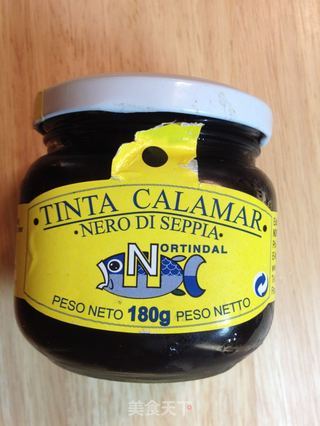 • TINTA CALAMAR •
• NERO DI SEPPIA •
NORTINDAL
PESO NETO 180g PESO NETTO
美食天下